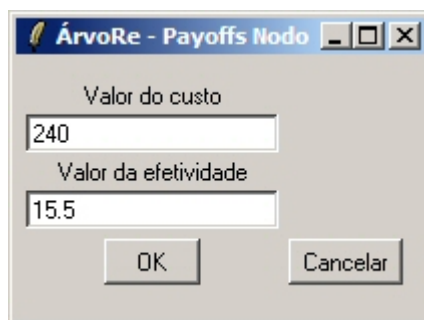 ÁrvoRe - Payoffs Nodo
Valor do custo
240
Valor da efetividade
15.5
OK Cancelar